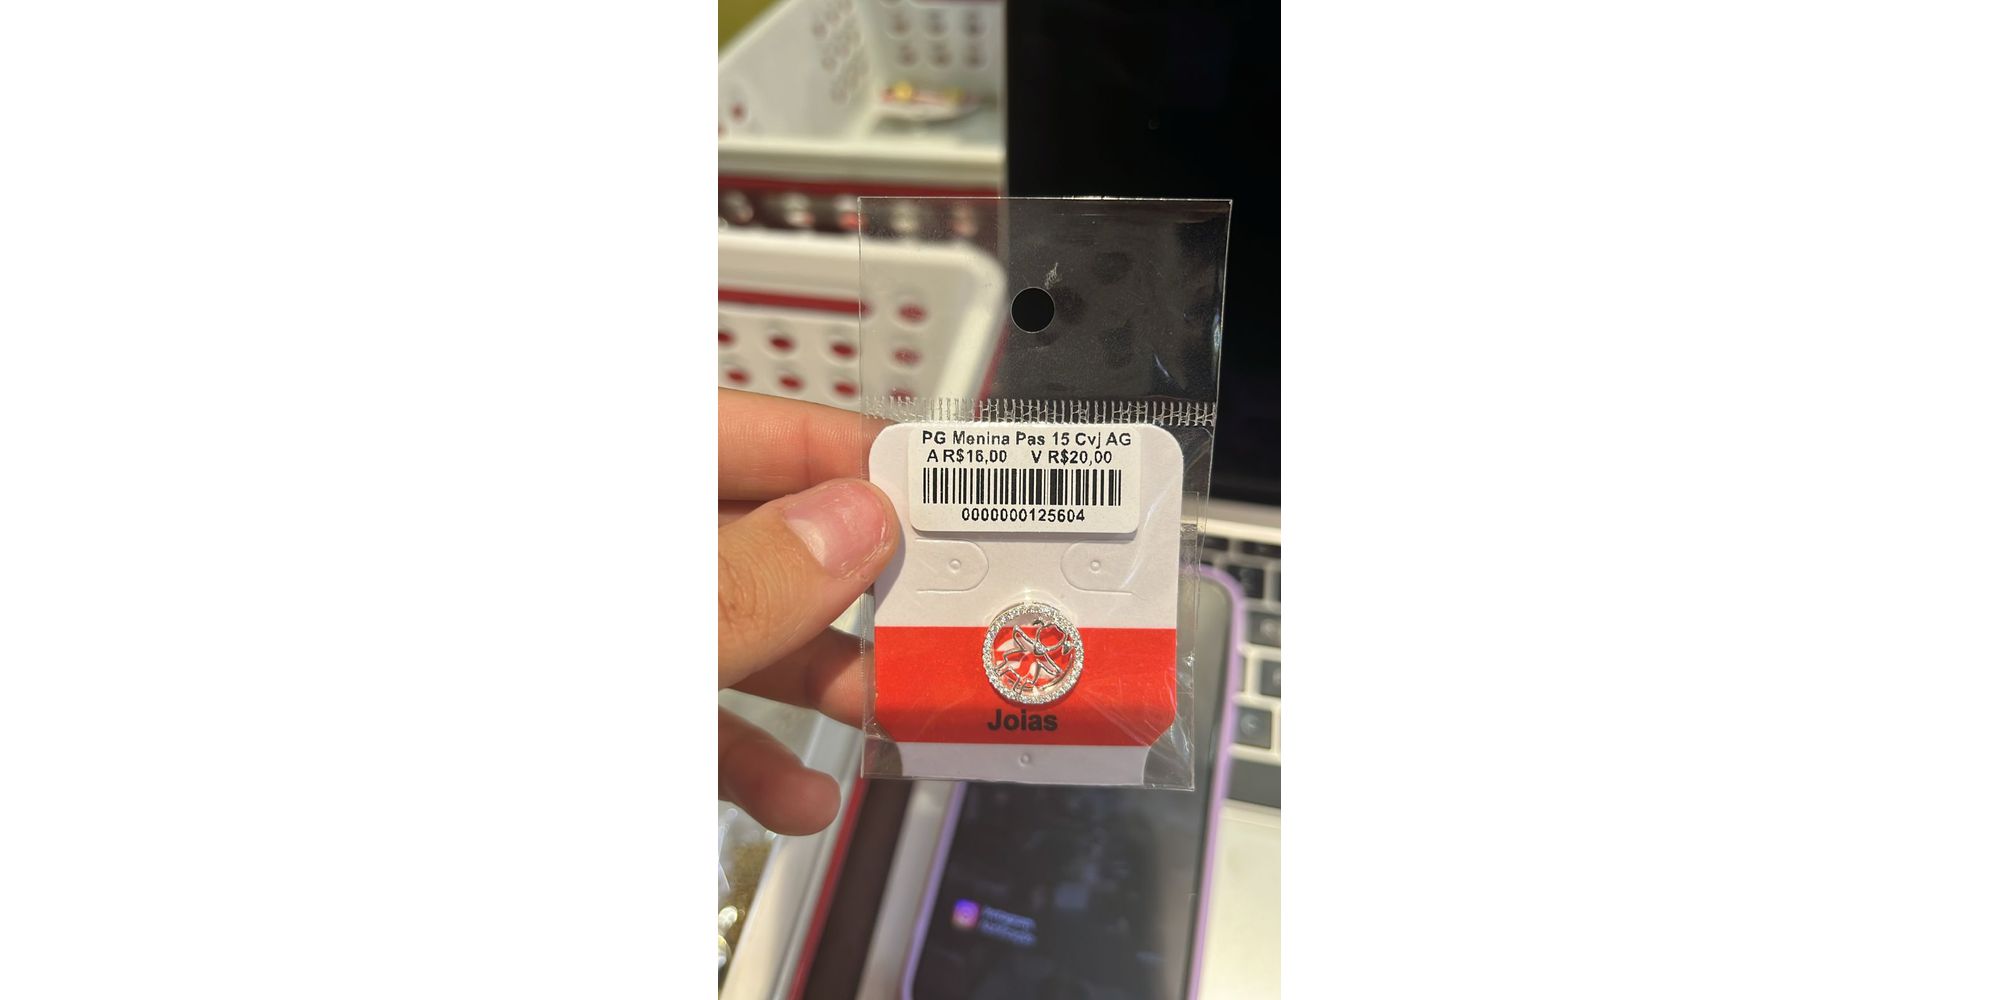 PG Menina Pas 15 Cvj AG
A R$16,00 V R$20,00
0000000125604
Joias